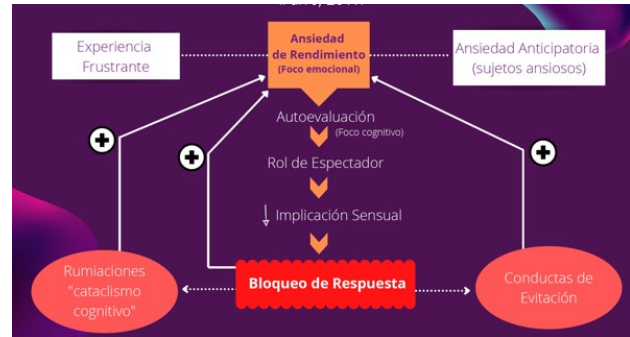 Experiencia
Frustrante
Ansiedad
de Rendimiento
(Foco emocional)
Ansiedad Anticipatoria
(sujetos ansiosos)
Autoevaluación
(Foco cognitivo)
Rol de Espectador
↓ Implicación Sensual
Bloqueo de Respuesta
Rumiaciones
"cataclismo
cognitivo"
Conductas de
Evitación